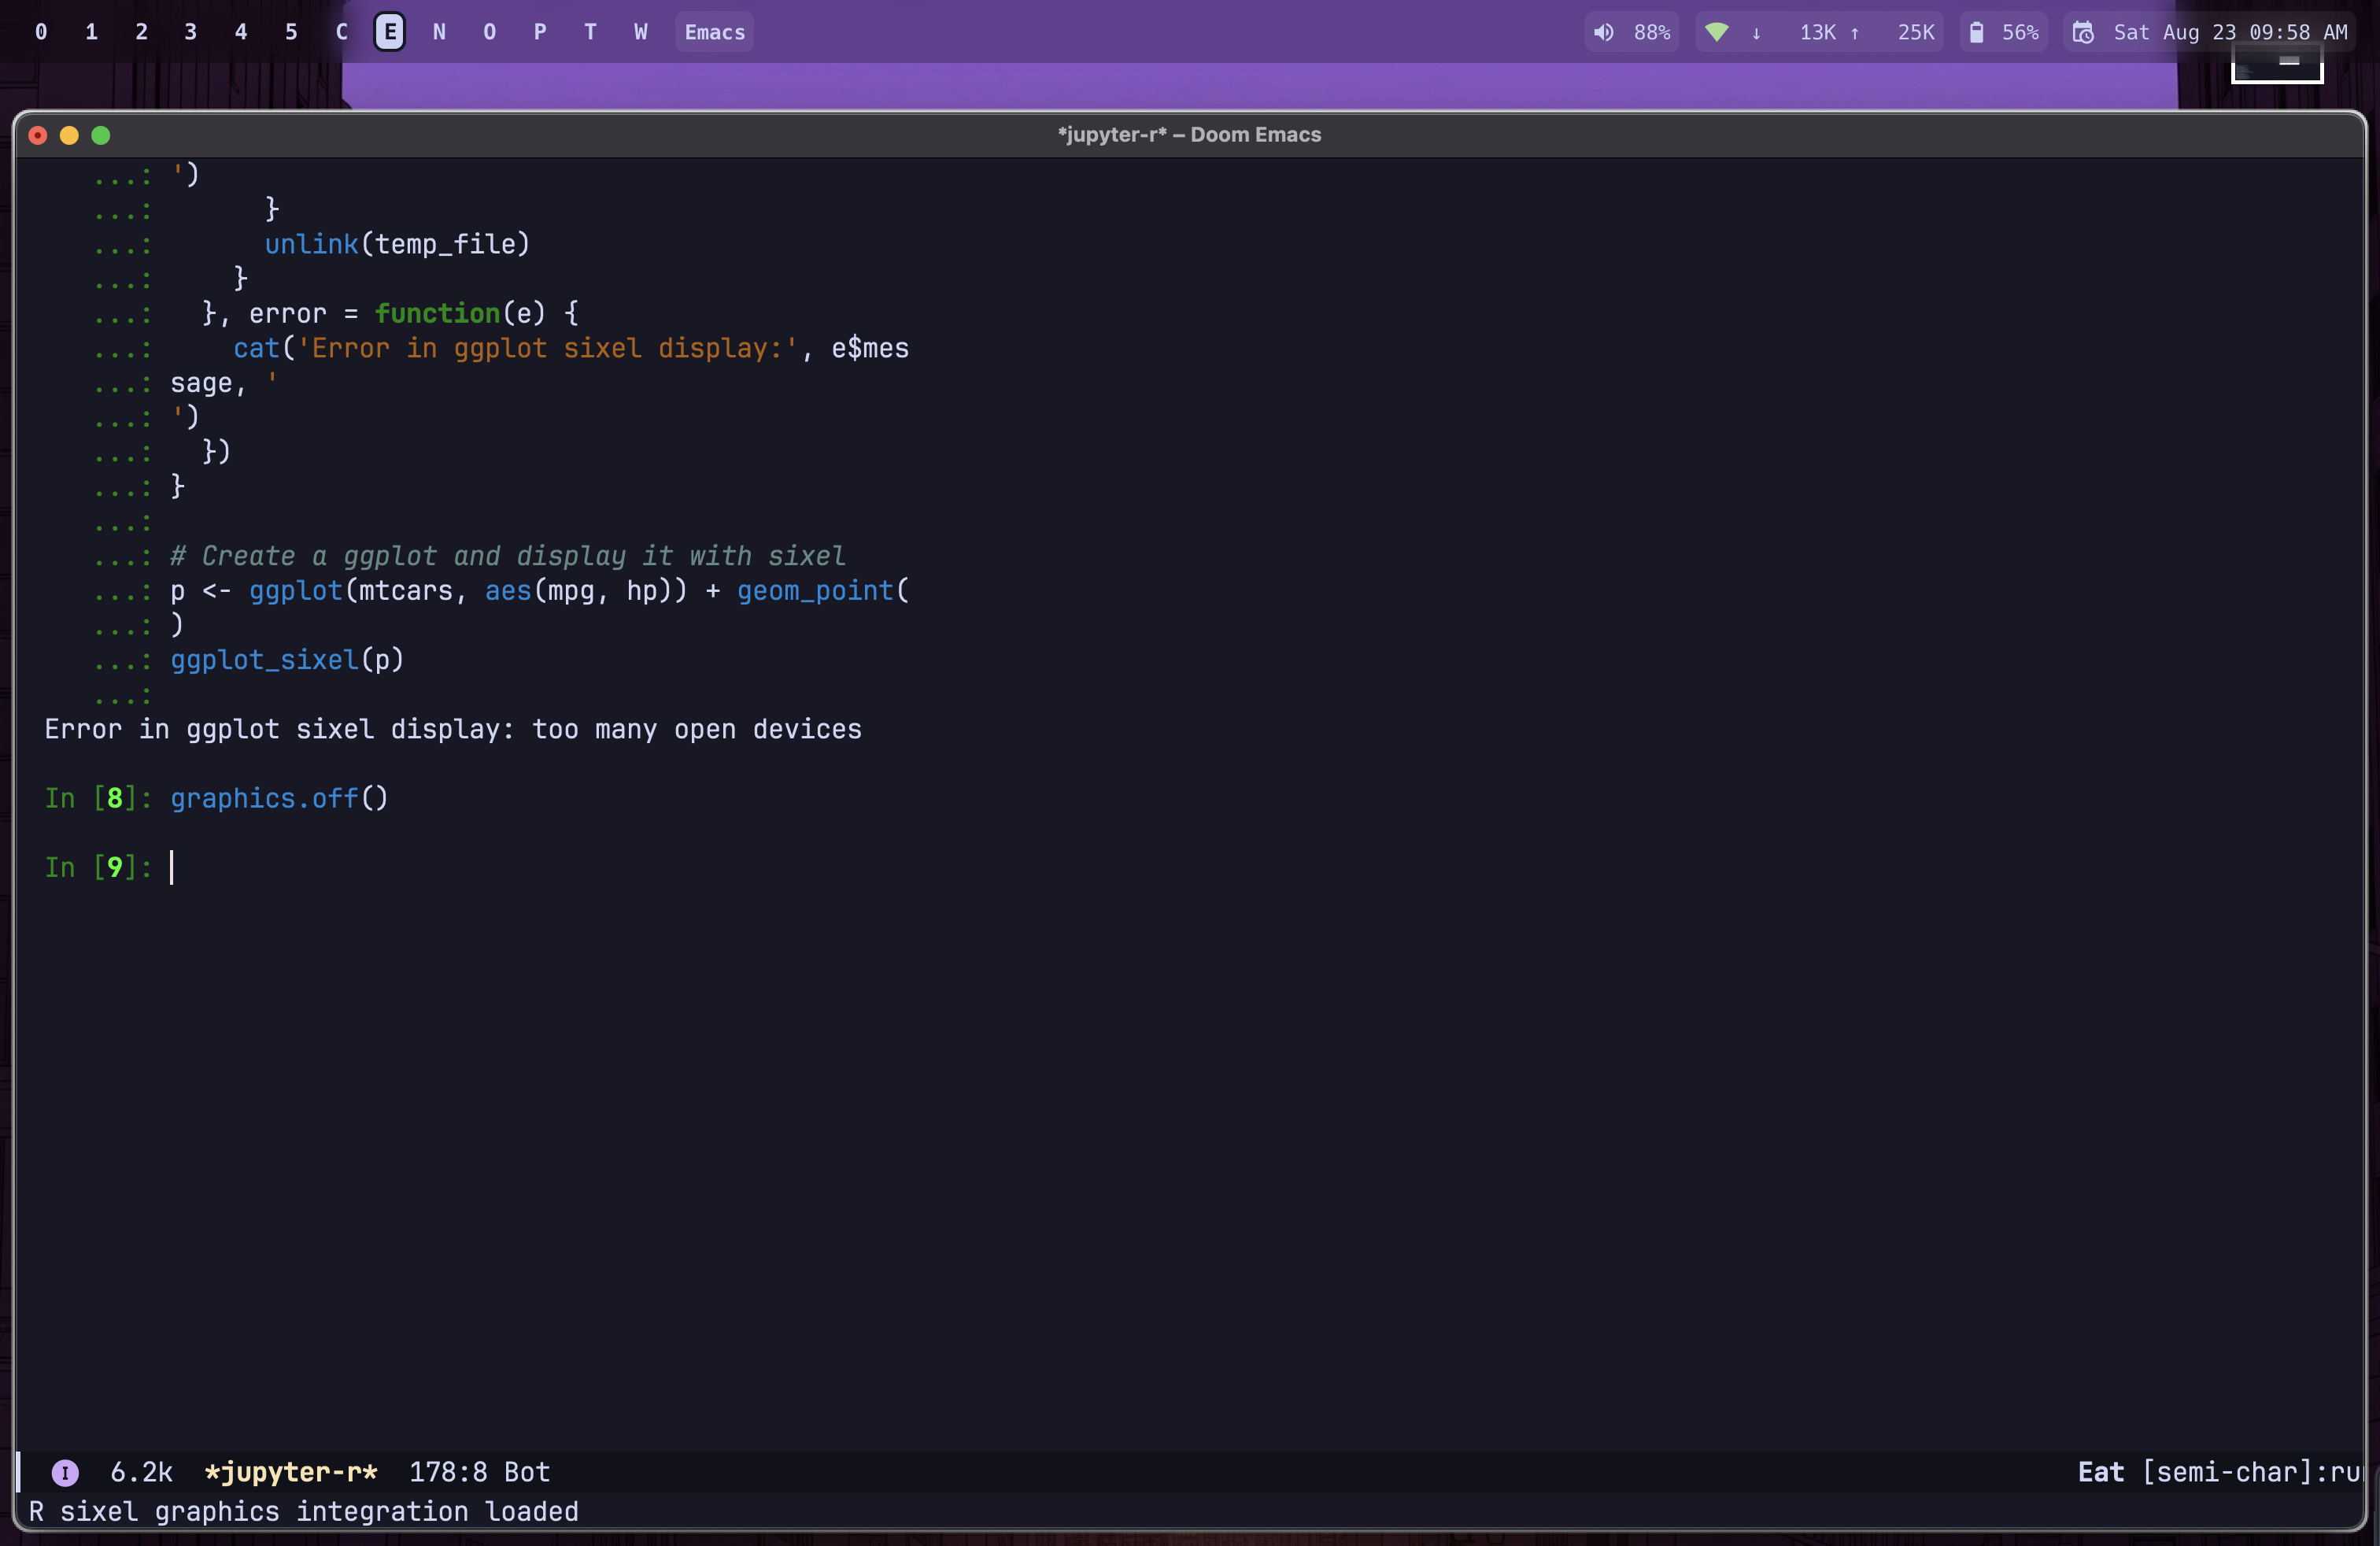 0 1 2 3 4 5 C E N O P T W Emacs 88% ↓ 13K ↑ 25K 56% Sat Aug 23 09:58 AM
*jupyter-r* – Doom Emacs
...: ')
...:       }
...:       unlink(temp_file)
...:     }
...:   }, error = function(e) {
...:     cat('Error in ggplot sixel display:', e$mes
...: sage, '
...: ')
...:   })
...: }
...:
...: # Create a ggplot and display it with sixel
...: p <- ggplot(mtcars, aes(mpg, hp)) + geom_point(
...: )
...: ggplot_sixel(p)
...:
Error in ggplot sixel display: too many open devices
In [8]: graphics.off()
In [9]:
I 6.2k *jupyter-r* 178:8 Bot Eat [semi-char]:ru
R sixel graphics integration loaded